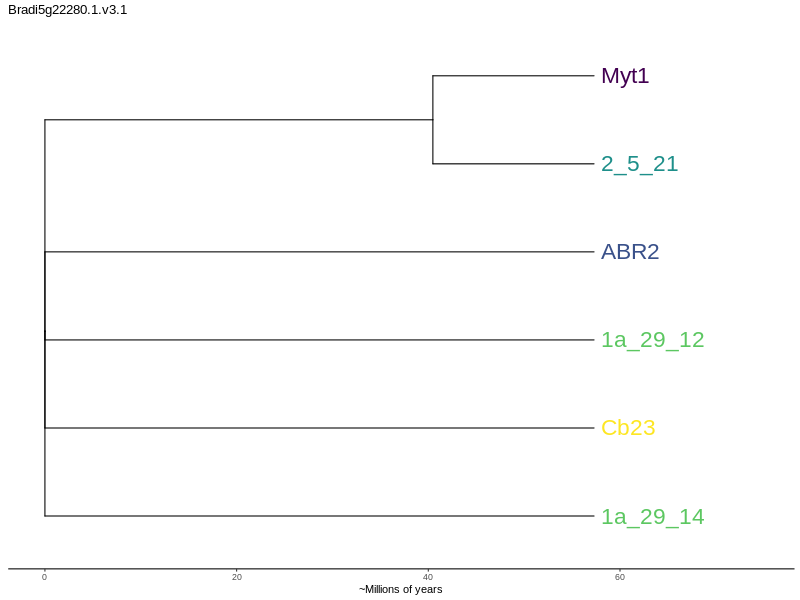 Bradi5g22280.1.v3.1
Myt1
2_5_21
ABR2
1a_29_12
Cb23
1a_29_14
0 20 40 60
~Millions of years